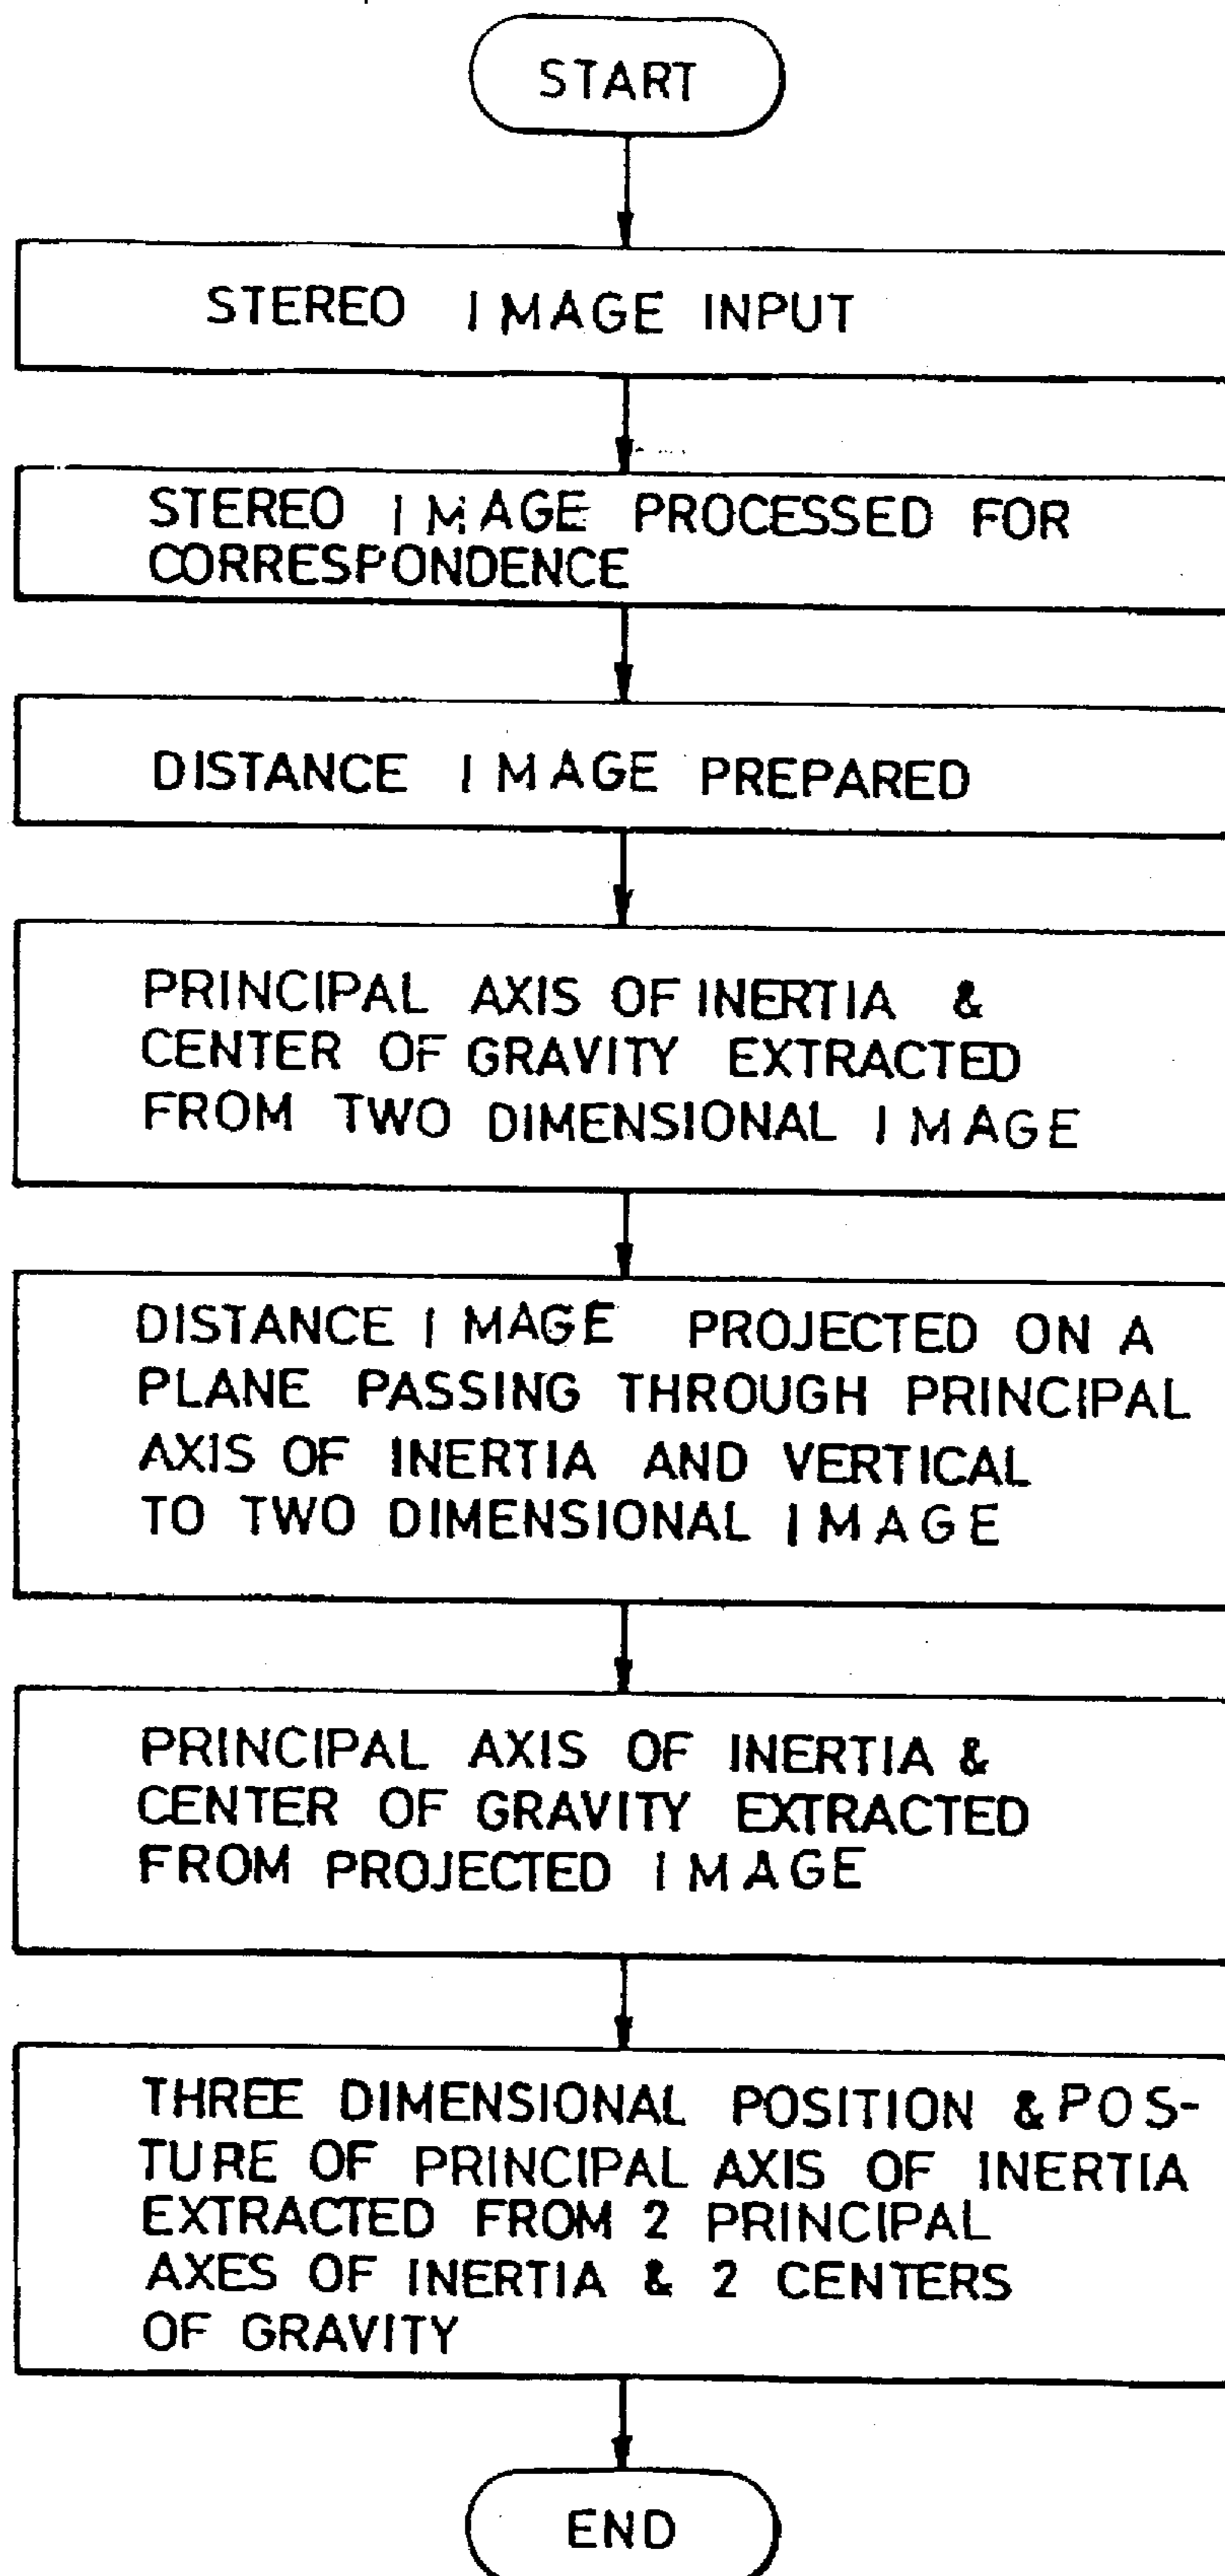 START
STEREO IMAGE INPUT
STEREO IMAGE PROCESSED FOR
CORRESPONDENCE
DISTANCE IMAGE PREPARED
PRINCIPAL AXIS OF INERTIA &
CENTER OF GRAVITY EXTRACTED
FROM TWO DIMENSIONAL IMAGE
DISTANCE IMAGE PROJECTED ON A
PLANE PASSING THROUGH PRINCIPAL
AXIS OF INERTIA AND VERTICAL
TO TWO DIMENSIONAL IMAGE
PRINCIPAL AXIS OF INERTIA &
CENTER OF GRAVITY EXTRACTED
FROM PROJECTED IMAGE
THREE DIMENSIONAL POSITION & POS-
TURE OF PRINCIPAL AXIS OF INERTIA
EXTRACTED FROM 2 PRINCIPAL
AXES OF INERTIA & 2 CENTERS
OF GRAVITY
END